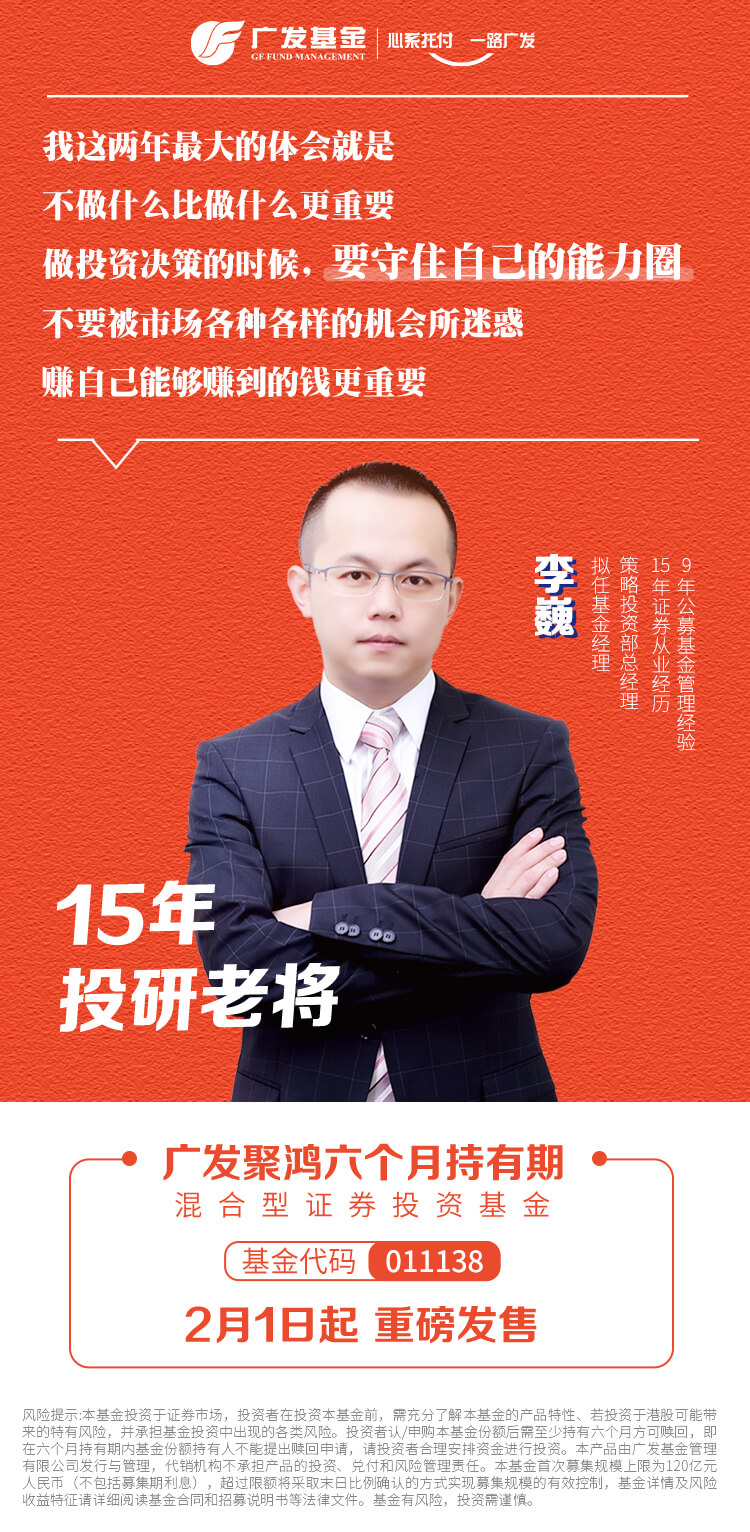 广发基金
GF FUND MANAGEMENT
心系托付 一路广发
我这两年最大的体会就是
不做什么比做什么更重要
做投资决策的时候，要守住自己的能力圈
不要被市场各种各样的机会所迷惑
赚自己能够赚到的钱更重要
9年公募基金管理经验
15年证券从业经历
策略投资部总经理
拟任基金经理
李巍
15年
投研老将
广发聚鸿六个月持有期
混合型证券投资基金
基金代码 011138
2月1日起 重磅发售
风险提示:本基金投资于证券市场，投资者在投资本基金前，需充分了解本基金的产品特性、若投资于港股可能带
来的特有风险，并承担基金投资中出现的各类风险。投资者认/申购本基金份额后需至少持有六个月方可赎回，即
在六个月持有期内基金份额持有人不能提出赎回申请，请投资者合理安排资金进行投资。本产品由广发基金管理
有限公司发行与管理，代销机构不承担产品的投资、兑付和风险管理责任。本基金首次募集规模上限为120亿元
人民币（不包括募集期利息），超过限额将采取末日比例确认的方式实现募集规模的有效控制，基金详情及风险
收益特征请详细阅读基金合同和招募说明书等法律文件。基金有风险，投资需谨慎。